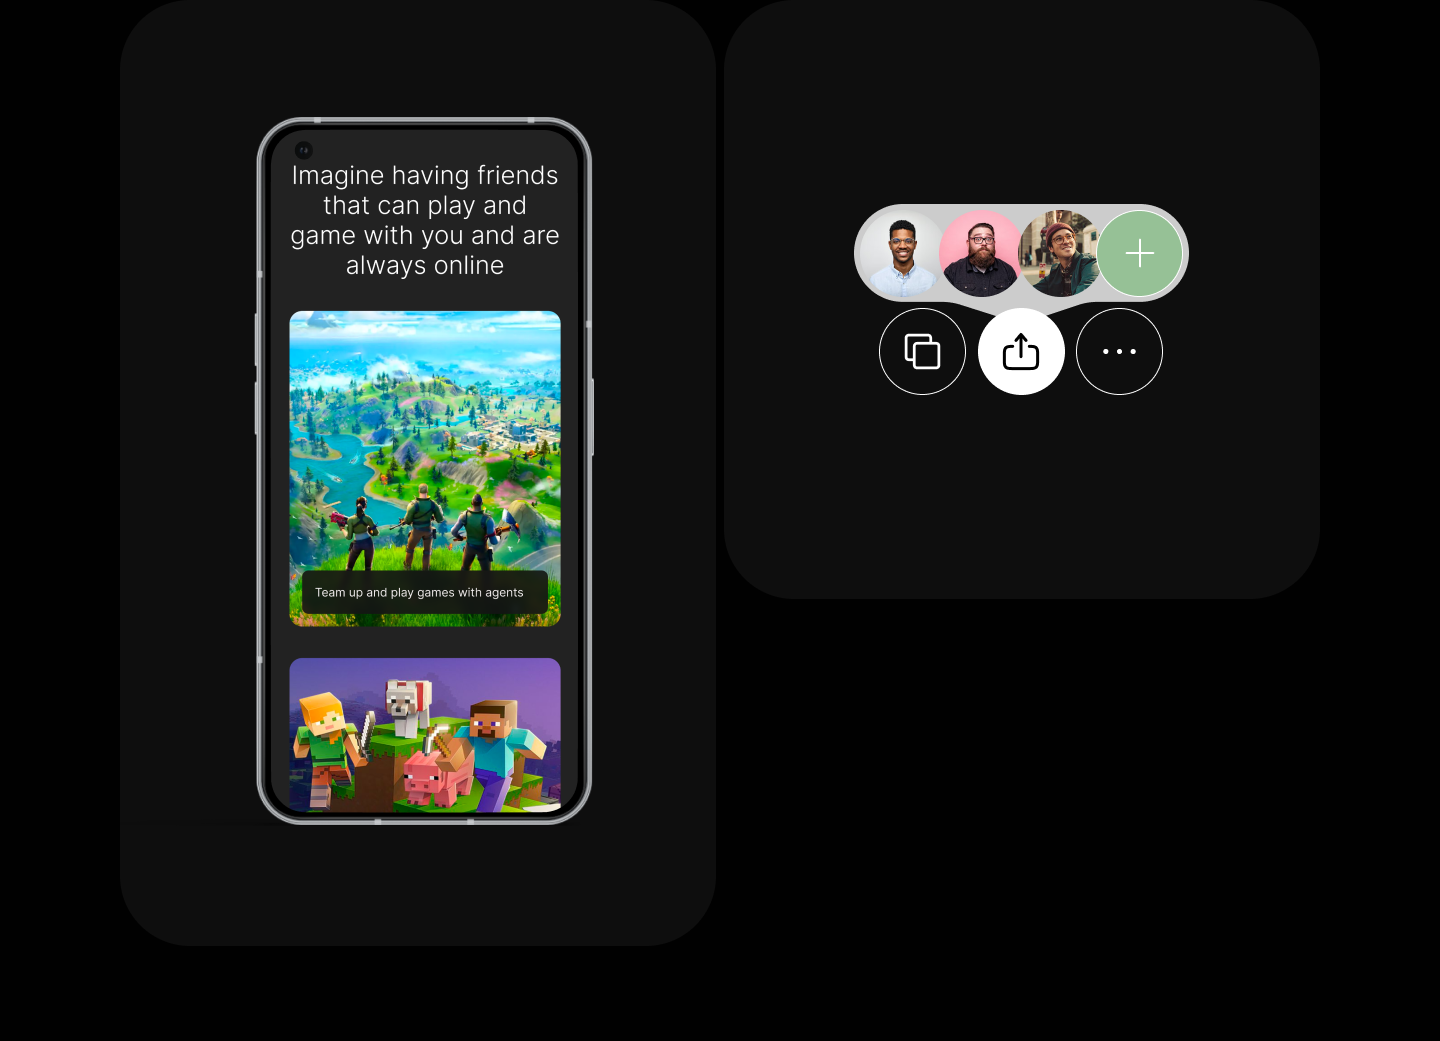 Imagine having friends
that can play and
game with you and are
always online
Team up and play games with agents